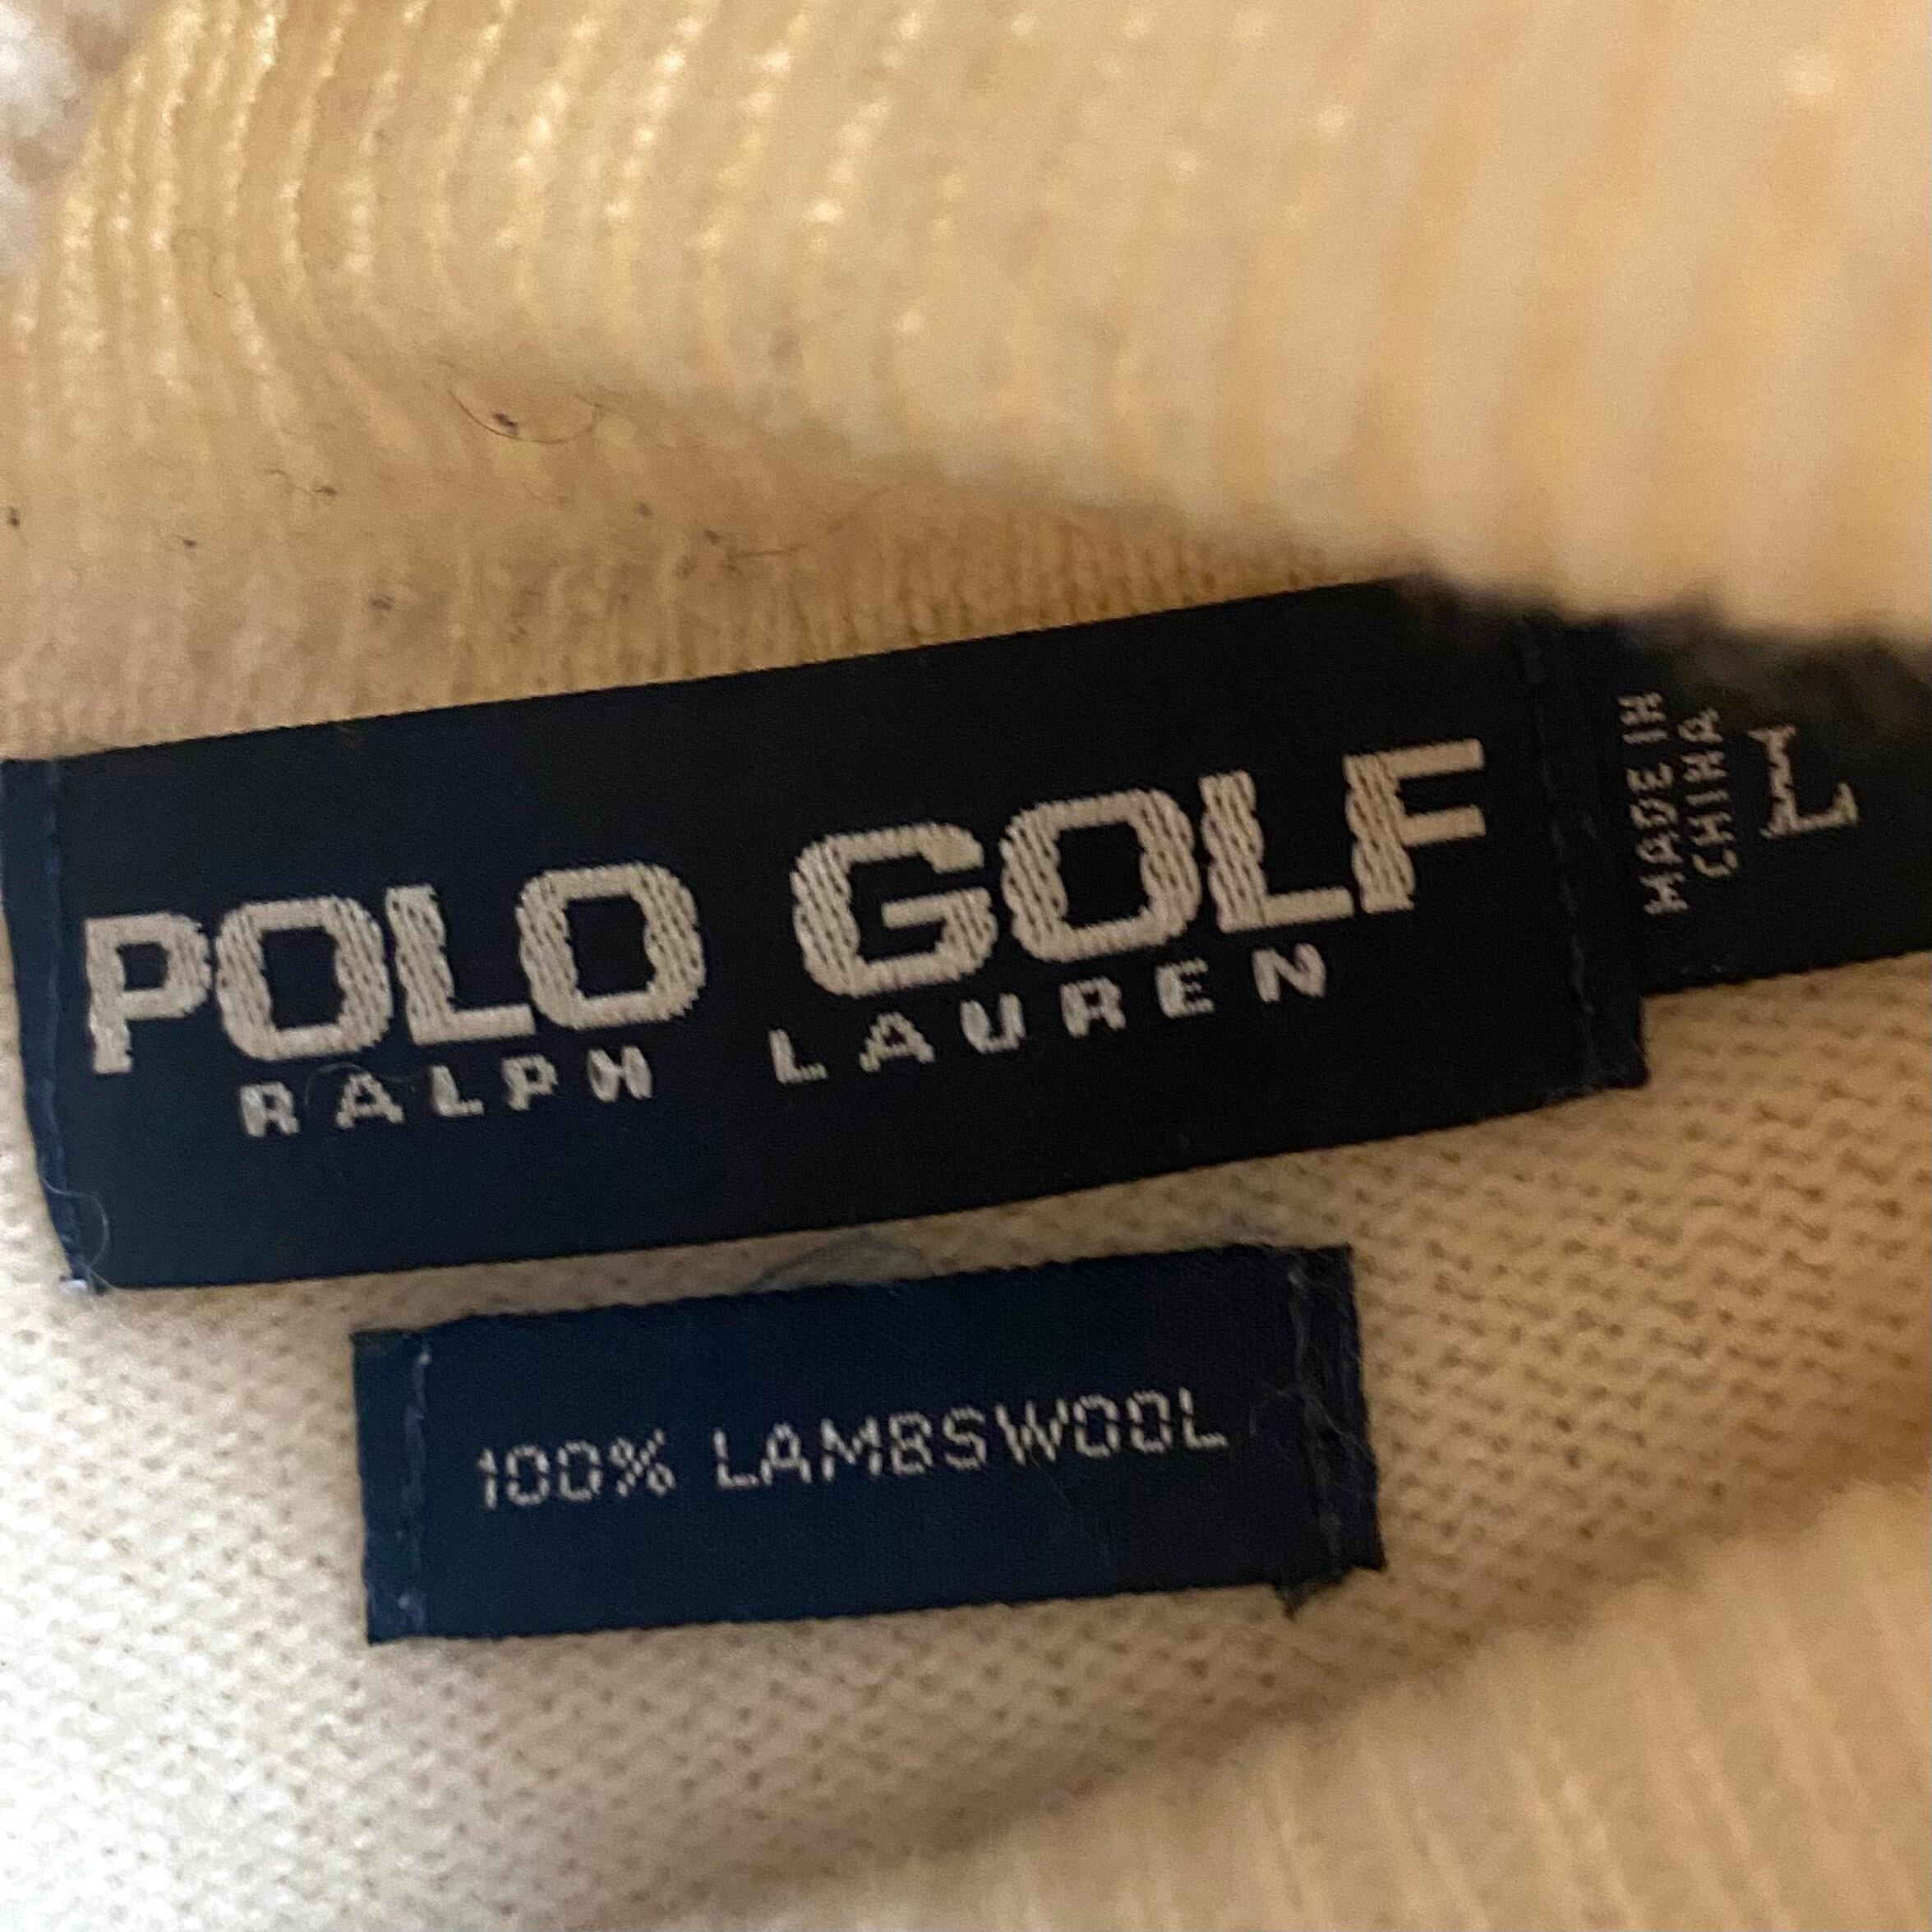 POLO GOLF
RALPH LAUREN
MADE IN
CHINA
L
100% LAMBSWOOL